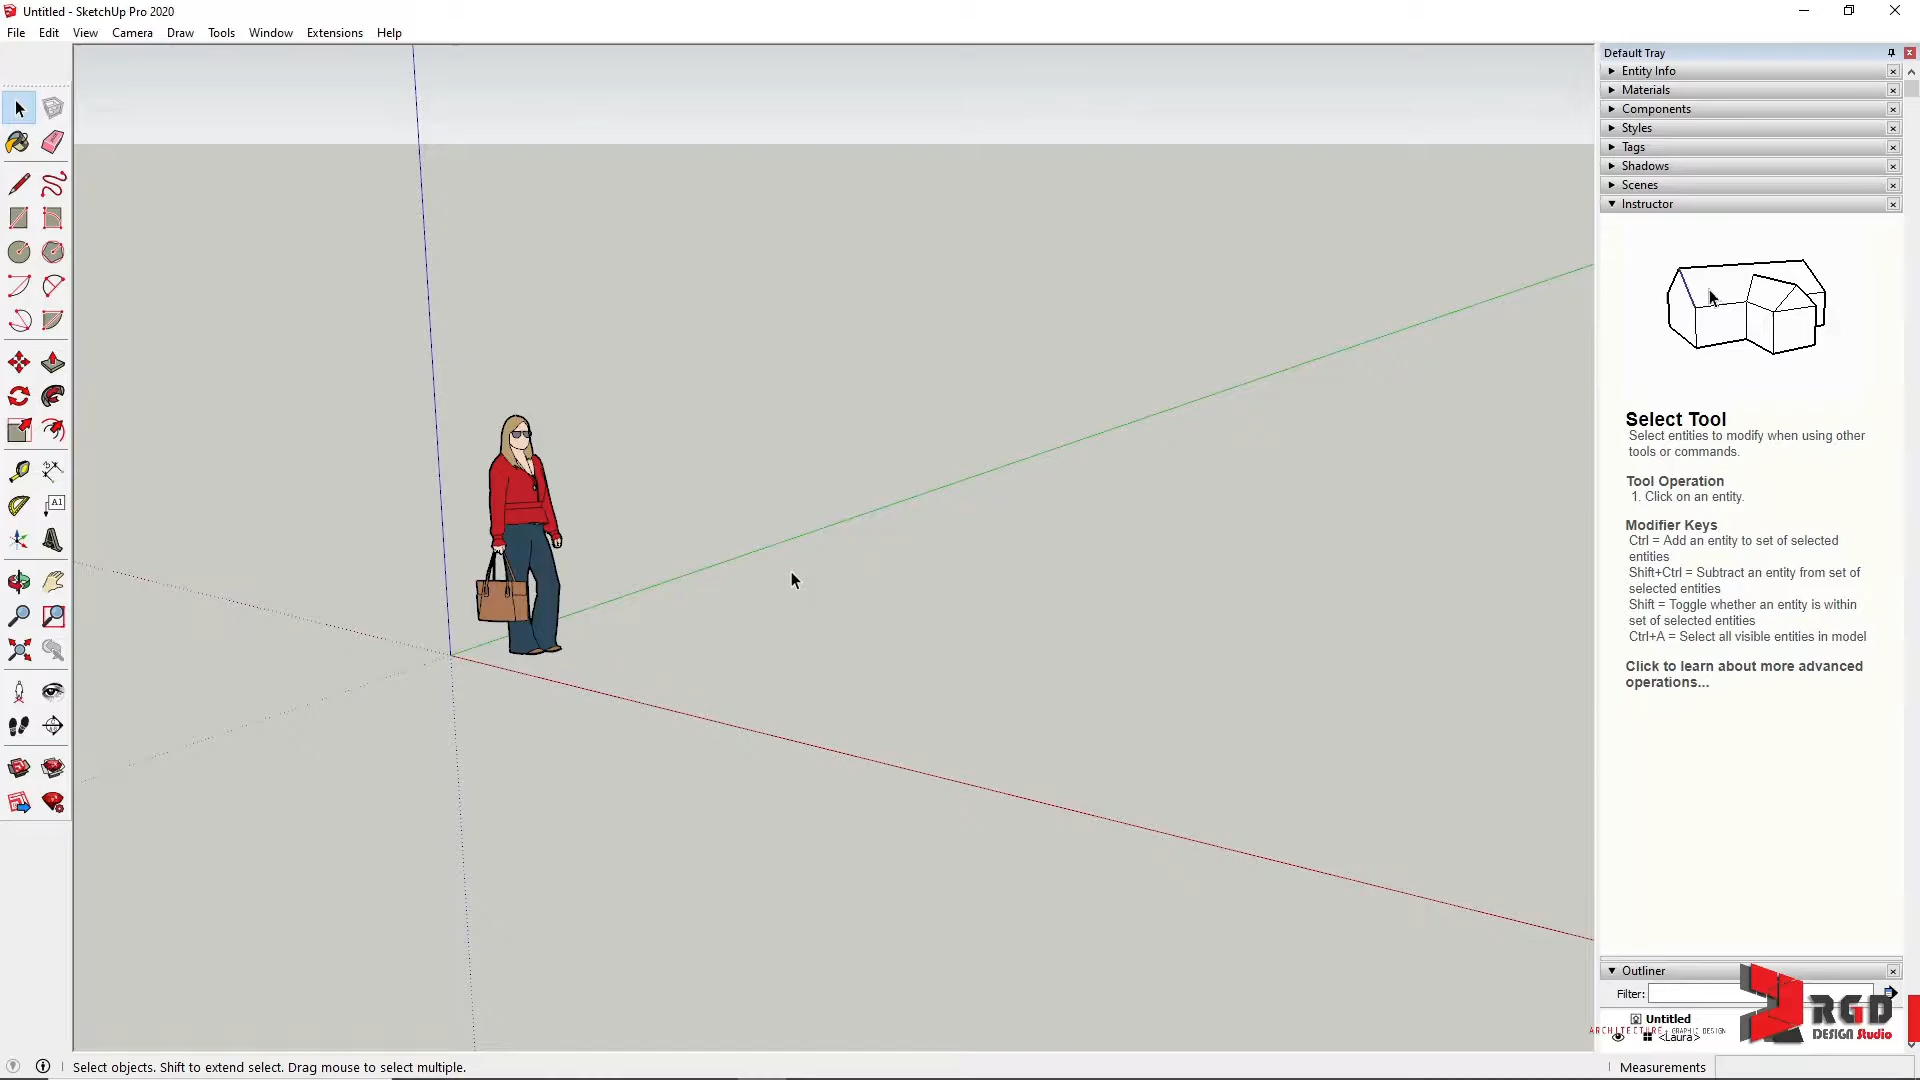 Untitled - SketchUp Pro 2020
File Edit View Camera Draw Tools Window Extensions Help
Default Tray
Entity Info
Materials
Components
Styles
Tags
Shadows
Scenes
Instructor
Select Tool
Select entities to modify when using other
tools or commands.
Tool Operation
1. Click on an entity.
Modifier Keys
Ctrl = Add an entity to set of selected
entities
Shift+Ctrl = Subtract an entity from set of
selected entities
Shift = Toggle whether an entity is within
set of selected entities
Ctrl+A = Select all visible entities in model
Click to learn about more advanced
operations...
Outliner
Filter:
Untitled
<Laura>
RGD
DESIGN Studio
ARCHITECTURE + GRAPHIC DESIGN
A1
Select objects. Shift to extend select. Drag mouse to select multiple.
Measurements